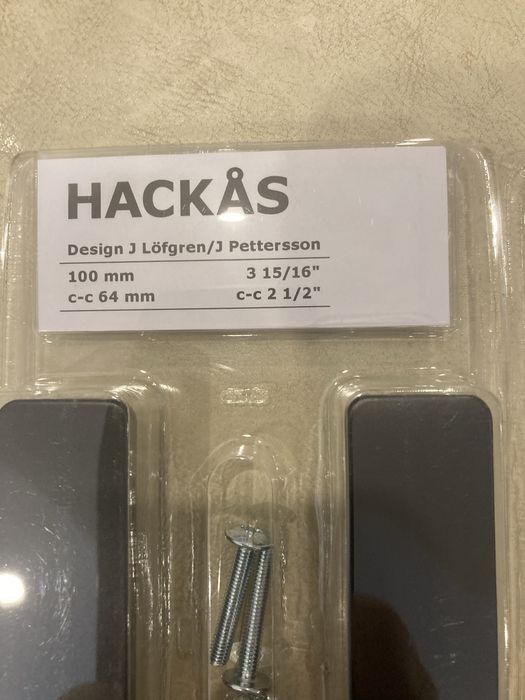 HACKÅS
Design J Löfgren/J Pettersson
100 mm 3 15/16"
c-c 64 mm c-c 2 1/2"